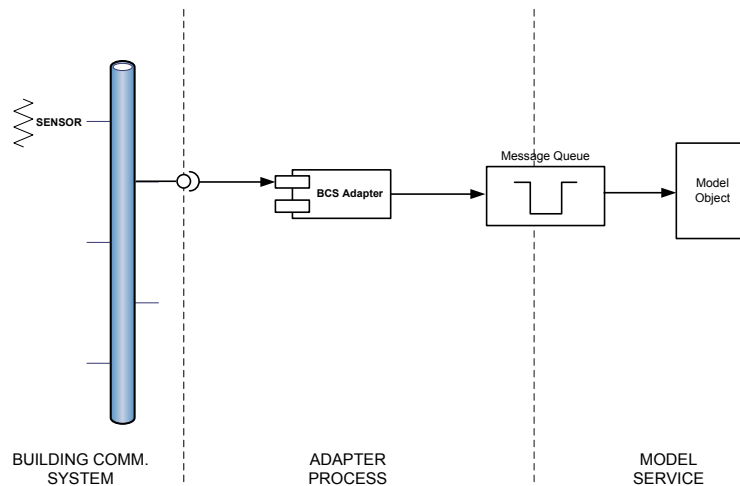 SENSOR
Message Queue
BCS Adapter
Model
Object
BUILDING COMM.
SYSTEM
ADAPTER
PROCESS
MODEL
SERVICE